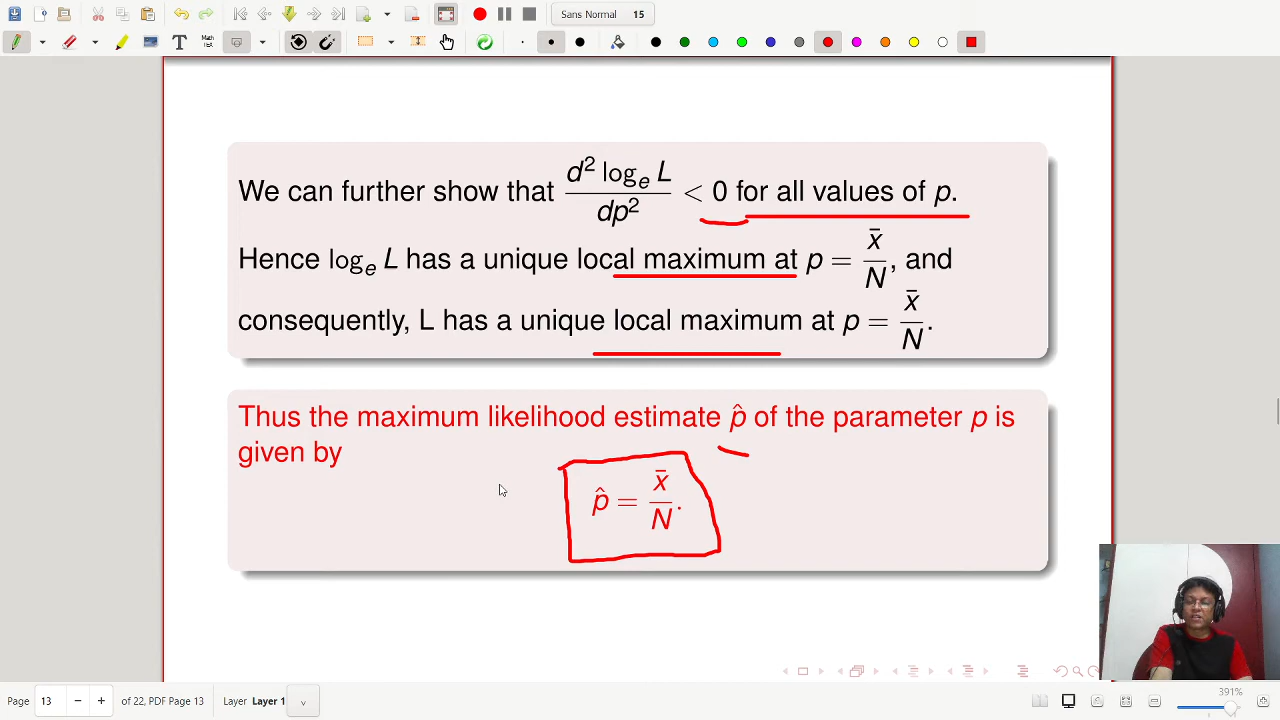 Sans Normal 15
We can further show that d² logₑ L / dp² < 0 for all values of p.
Hence logₑ L has a unique local maximum at p = x̄/N, and
consequently, L has a unique local maximum at p = x̄/N.
Thus the maximum likelihood estimate p̂ of the parameter p is
given by
p̂ = x̄/N.
Page 13 of 22, PDF Page 13 Layer Layer 1 391%